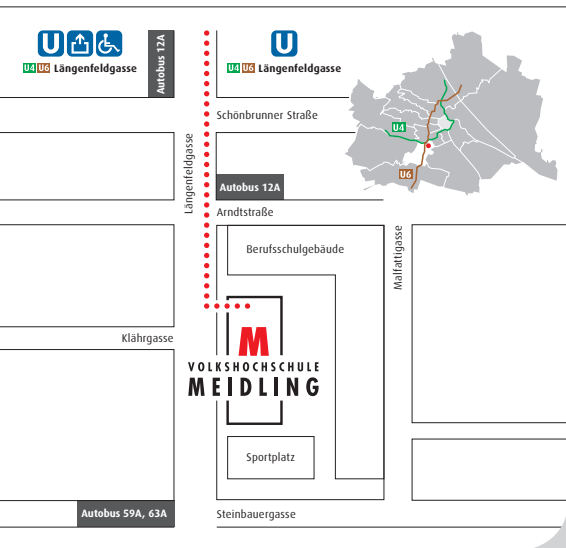 U
U4 U6 Längenfeldgasse
Autobus 12A
U
U4 U6 Längenfeldgasse
Schönbrunner Straße
U4
U6
Längenfeldgasse
Autobus 12A
Arndtstraße
Berufsschulgebäude
Malfattigasse
Klährgasse
M
VOLKSHOCHSCHULE
MEIDLING
Sportplatz
Autobus 59A, 63A
Steinbauergasse